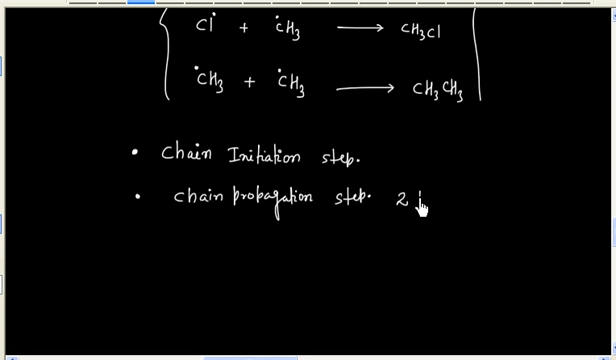 Cl• + •CH3 ⟶ CH3Cl
•CH3 + •CH3 ⟶ CH3CH3
• Chain Initiation step.
• chain propagation step. 2